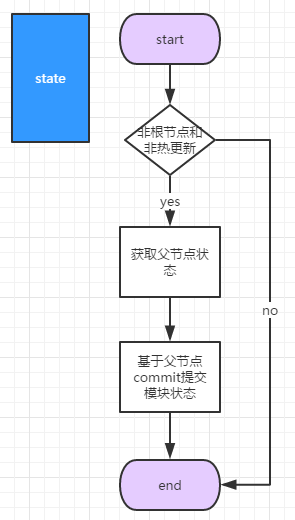 start
state
非根节点和
非热更新
yes
获取父节点状
态
no
基于父节点
commit提交
模块状态
end